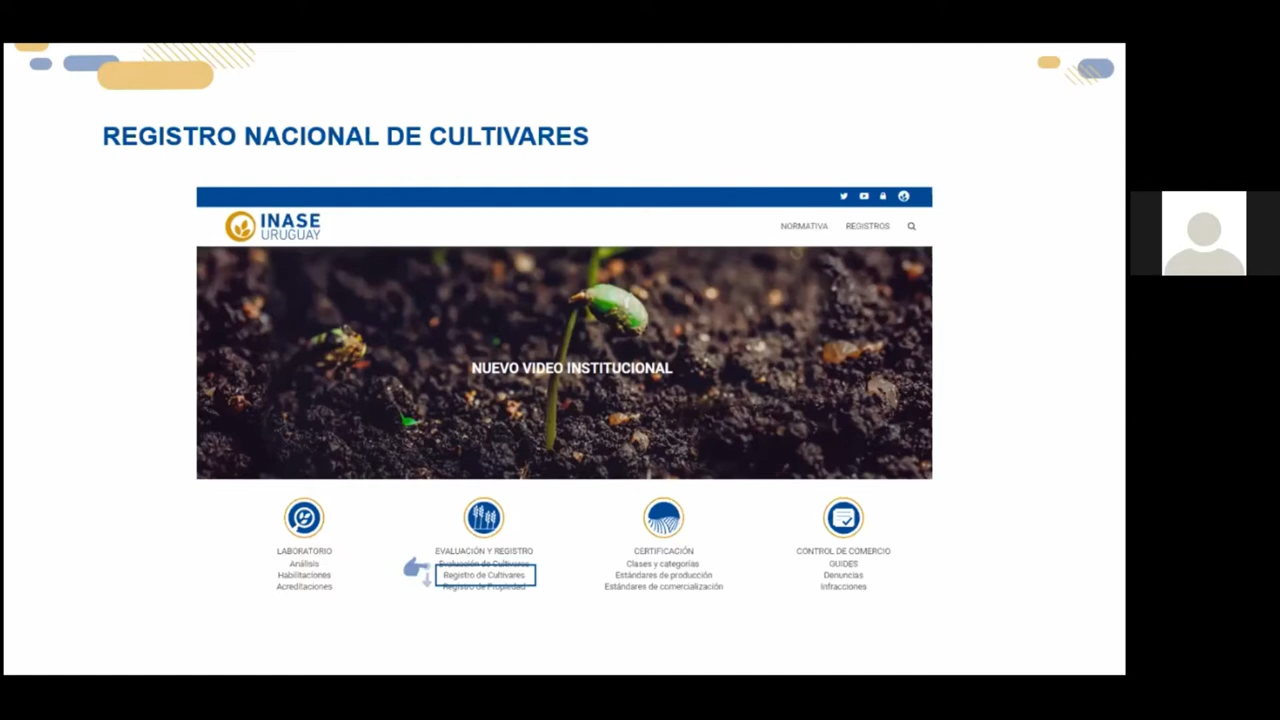 REGISTRO NACIONAL DE CULTIVARES
INASE
URUGUAY
NORMATIVA
REGISTROS
NUEVO VIDEO INSTITUCIONAL
LABORATORIO
Análisis
Habilitaciones
Acreditaciones
EVALUACIÓN Y REGISTRO
Evaluación de Cultivares
Registro de Cultivares
Registro de Propiedad
CERTIFICACIÓN
Clases y categorías
Estándares de producción
Estándares de comercialización
CONTROL DE COMERCIO
GUIDES
Denuncias
Infracciones